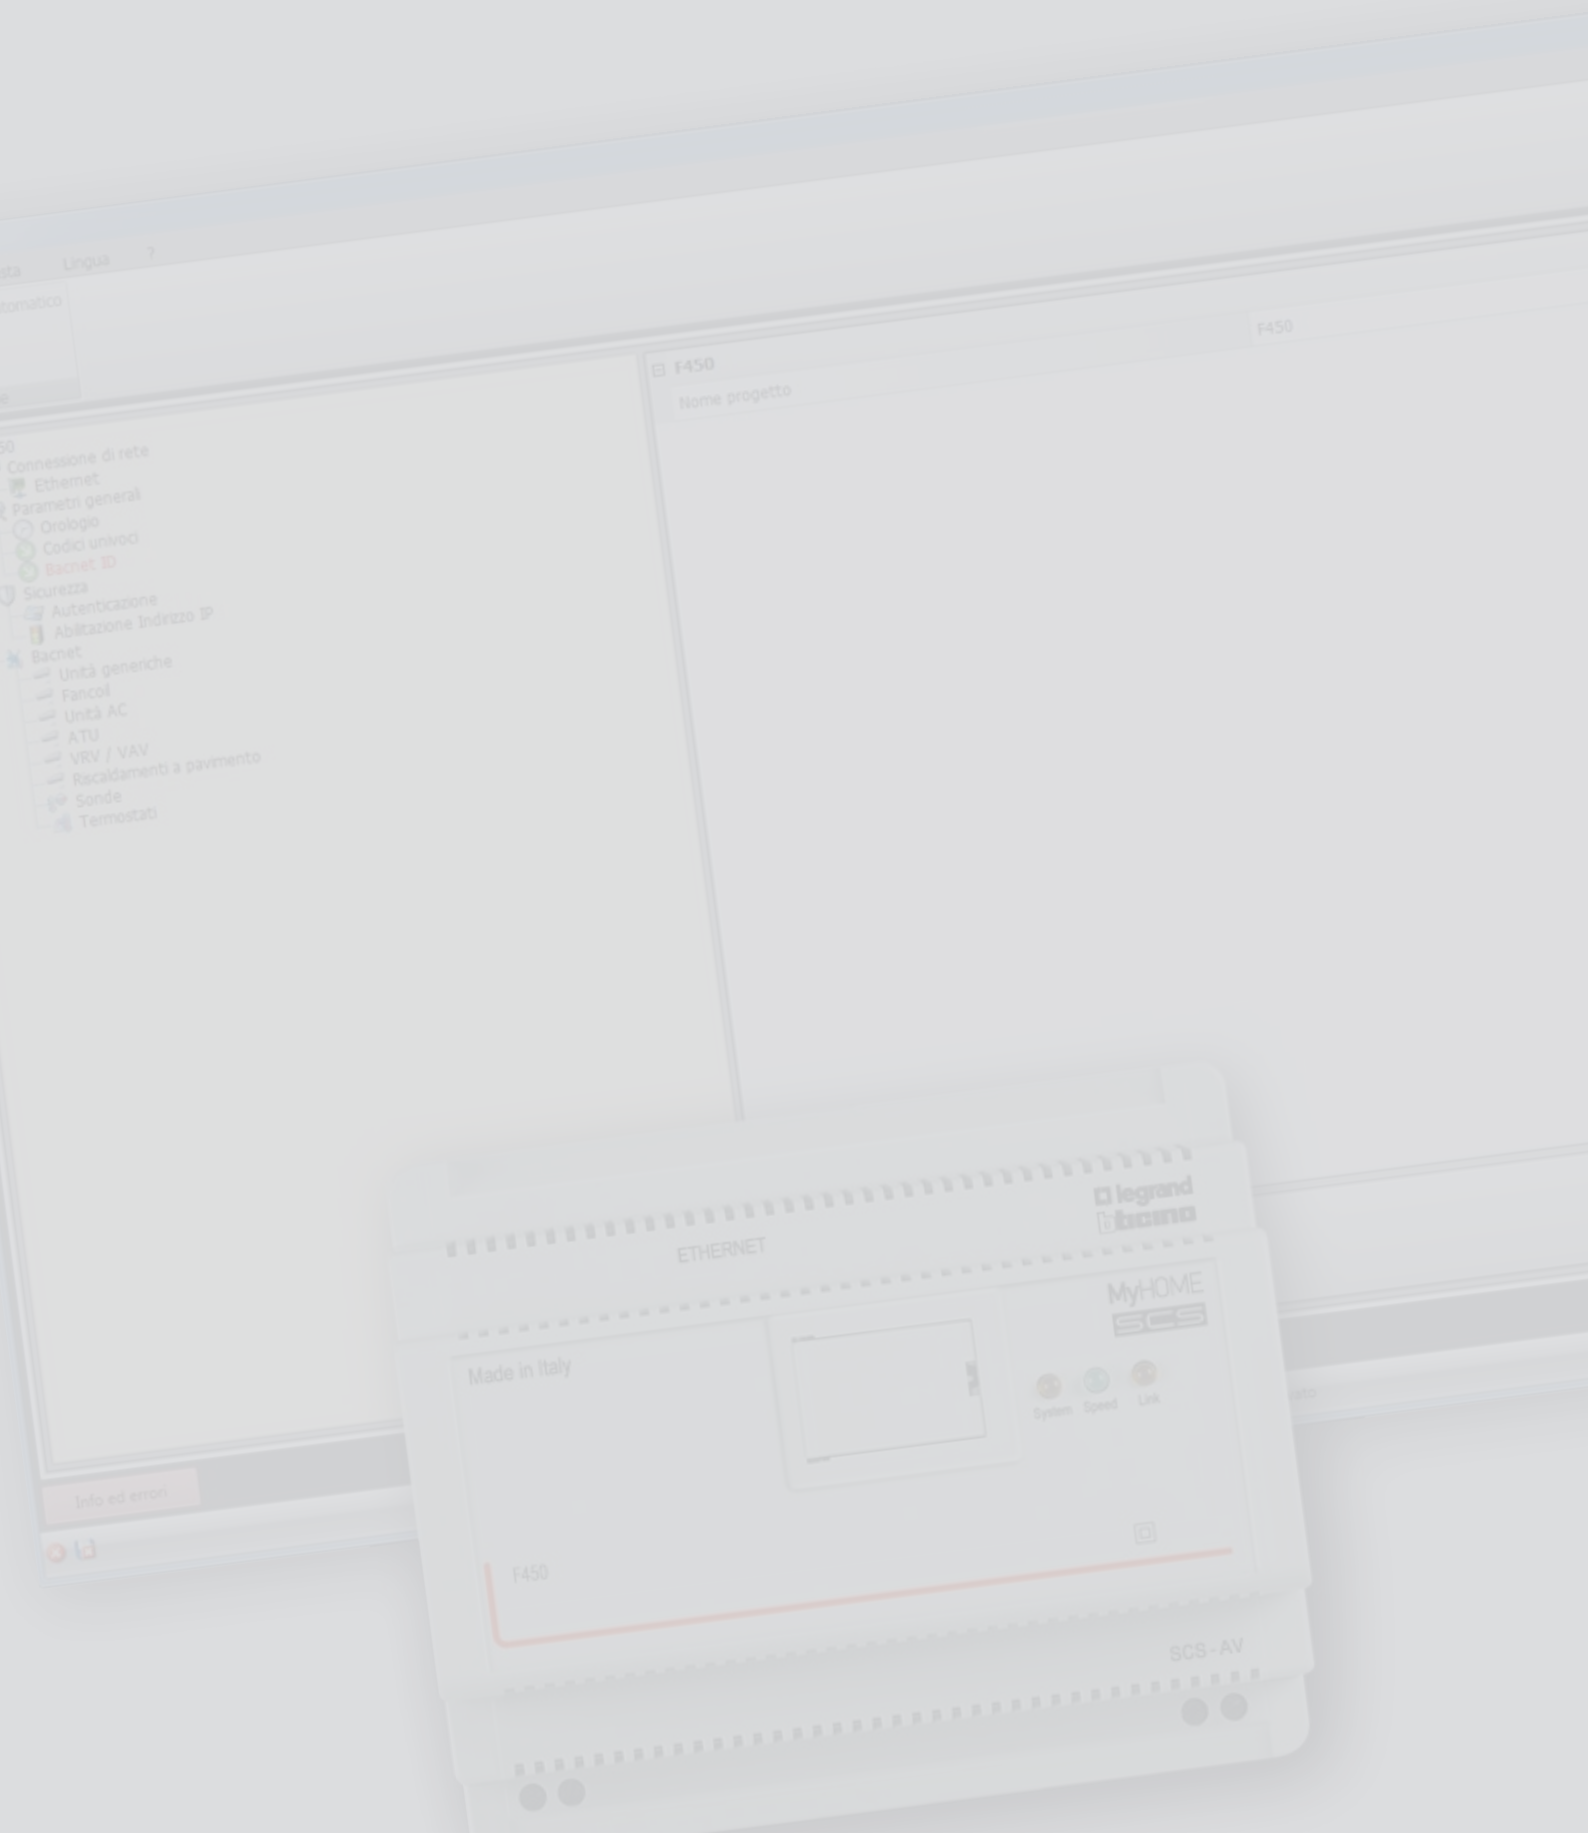 Lingua ?
F450
F450
Nome progetto
Connessione di rete
Ethernet
Parametri generali
Orologio
Codici univoci
Bacnet ID
Sicurezza
Autenticazione
Abilitazione Indirizzo IP
Bacnet
Unità generiche
Fancoil
Unità AC
ATU
VRV / VAV
Riscaldamenti a pavimento
Sonde
Termostati
legrand
bticino
ETHERNET
MyHOME
SCS
Made in Italy
System Speed Link
Info ed errori
F450
SCS-AV